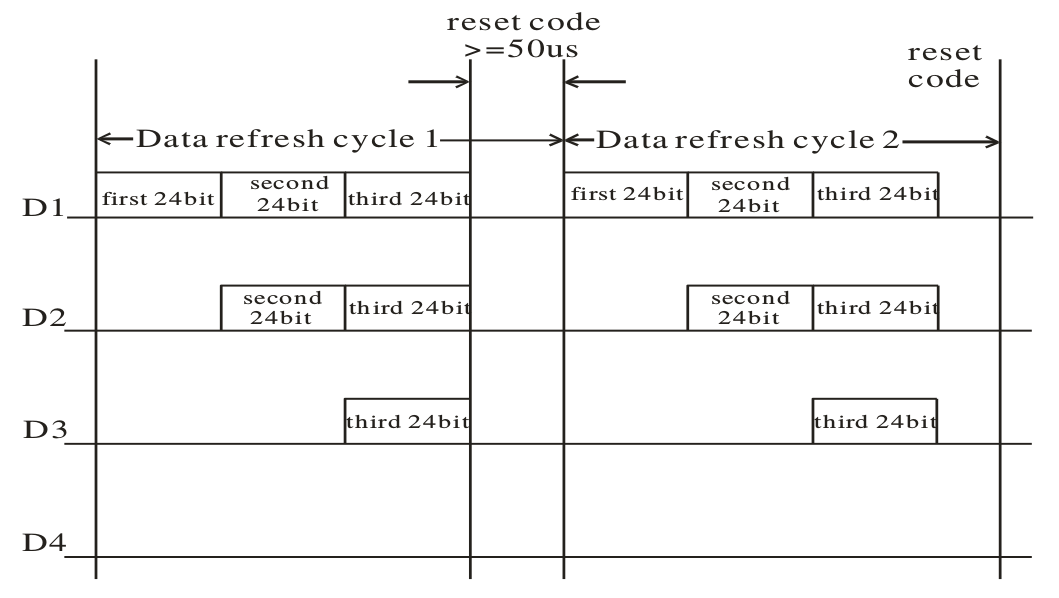 reset code
>=50us
reset
code
Data refresh cycle 1
Data refresh cycle 2
D1
first 24bit
second
24bit
third 24bit
first 24bit
second
24bit
third 24bit
D2
second
24bit
third 24bit
second
24bit
third 24bit
D3
third 24bit
third 24bit
D4